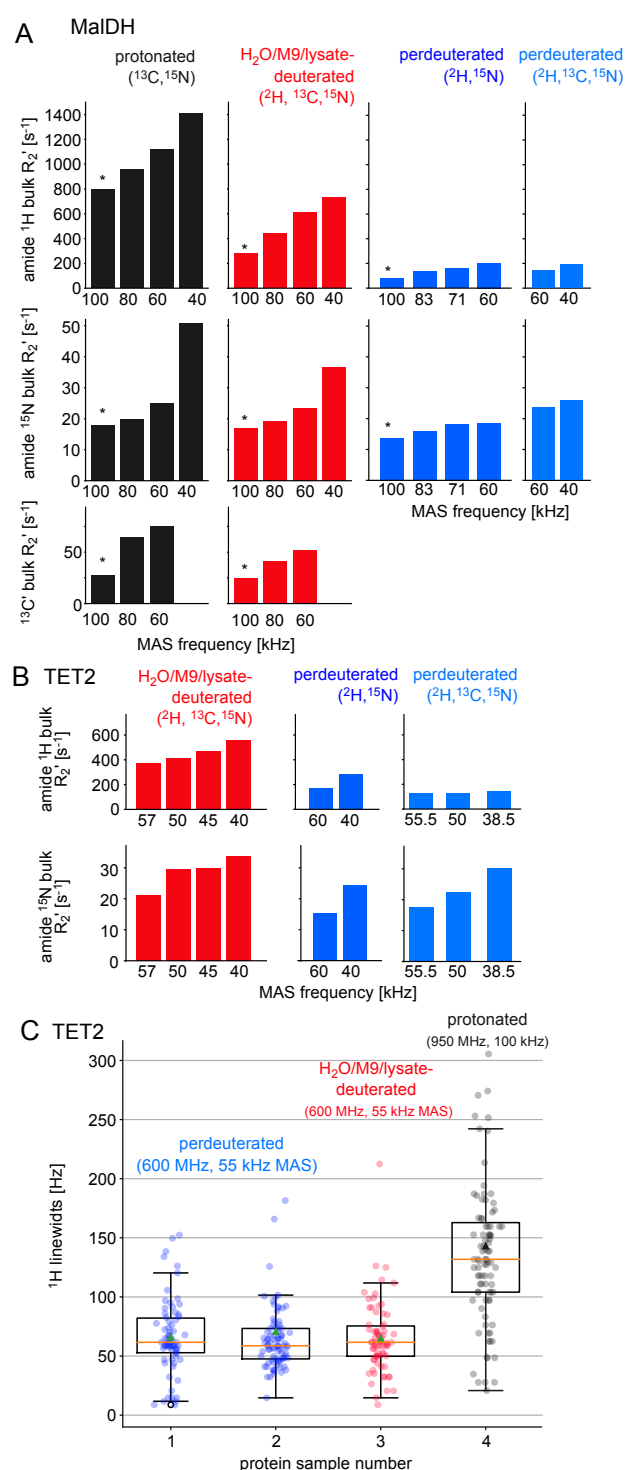 A MalDH
protonated
(¹³C,¹⁵N)
H₂O/M9/lysate-
deuterated
(²H, ¹³C,¹⁵N)
perdeuterated
(²H,¹⁵N)
perdeuterated
(²H,¹³C,¹⁵N)
amide ¹H bulk R₂' [s⁻¹]
1400
1200
1000
800
600
400
200
0
* * *
100 80 60 40
100 80 60 40
100 83 71 60
60 40
amide ¹⁵N bulk R₂' [s⁻¹]
50
40
30
20
10
0
* * *
100 80 60 40
100 80 60 40
100 83 71 60
60 40
MAS frequency [kHz]
¹³C' bulk R₂' [s⁻¹]
50
0
* *
100 80 60
100 80 60
MAS frequency [kHz]
B TET2
H₂O/M9/lysate-
deuterated
(²H, ¹³C,¹⁵N)
perdeuterated
(²H,¹⁵N)
perdeuterated
(²H,¹³C,¹⁵N)
amide ¹H bulk
R₂' [s⁻¹]
600
400
200
0
57 50 45 40
60 40
55.5 50 38.5
amide ¹⁵N bulk
R₂' [s⁻¹]
30
20
10
0
57 50 45 40
60 40
55.5 50 38.5
MAS frequency [kHz]
C TET2
protonated
(950 MHz, 100 kHz)
H₂O/M9/lysate-
deuterated
(600 MHz, 55 kHz MAS)
perdeuterated
(600 MHz, 55 kHz MAS)
¹H linewidts [Hz]
300
250
200
150
100
50
0
1 2 3 4
protein sample number